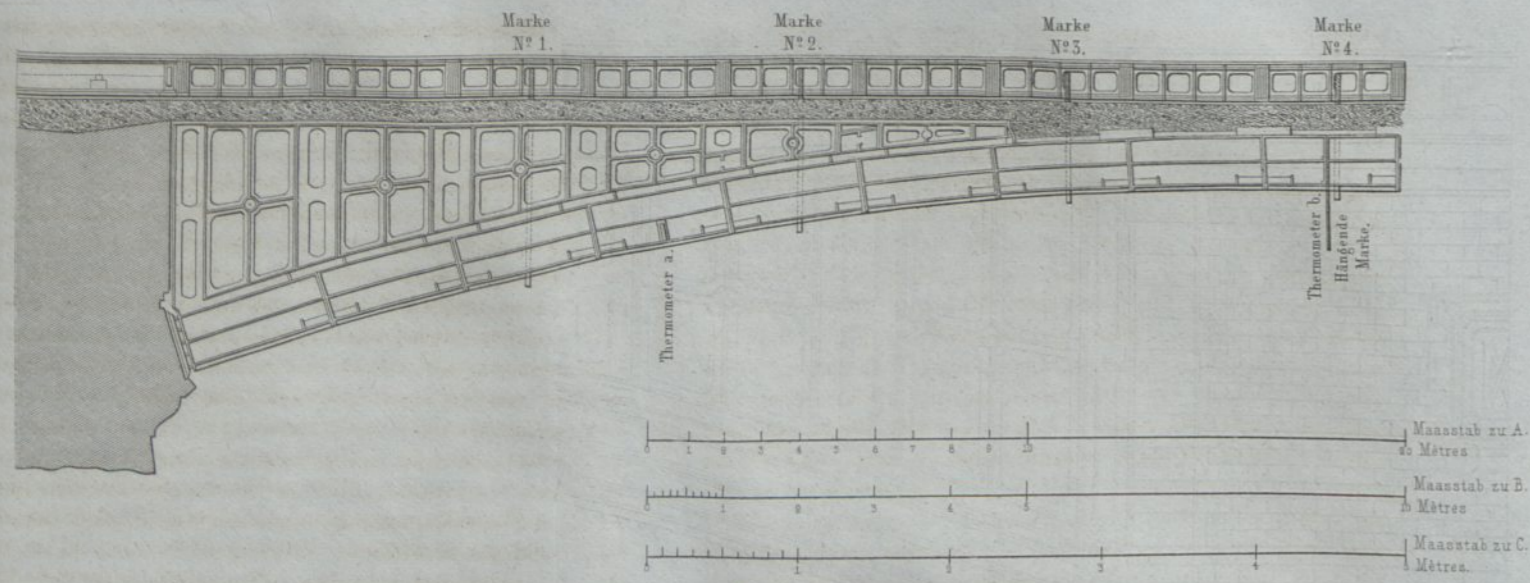 Marke
Nº 1.
Marke
Nº 2.
Marke
Nº 3.
Marke
Nº 4.
Thermometer a.
Thermometer b.
Hängende
Marke.
0 1 2 3 4 5 6 7 8 9 10 20
Maasstab zu A.
Mètres
0 1 2 3 4 5 10
Maasstab zu B.
Mètres
0 1 2 3 4 5
Maasstab zu C.
Mètres.